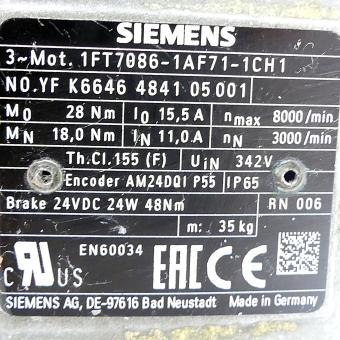 SIEMENS
3~Mot. 1FT7086-1AF71-1CH1
NO.YF K6646 4841 05 001
M0 28 Nm I0 15,5 A nmax 8000 /min
MN 18,0 Nm IN 11,0 A nN 3000 /min
Th.Cl.155 (F) UIN 342V
Encoder AM24DQI P55 IP65
Brake 24VDC 24W 48Nm RN 006
m: 35 kg
EN60034
C RU US EAC CE
SIEMENS AG, DE-97616 Bad Neustadt Made in Germany